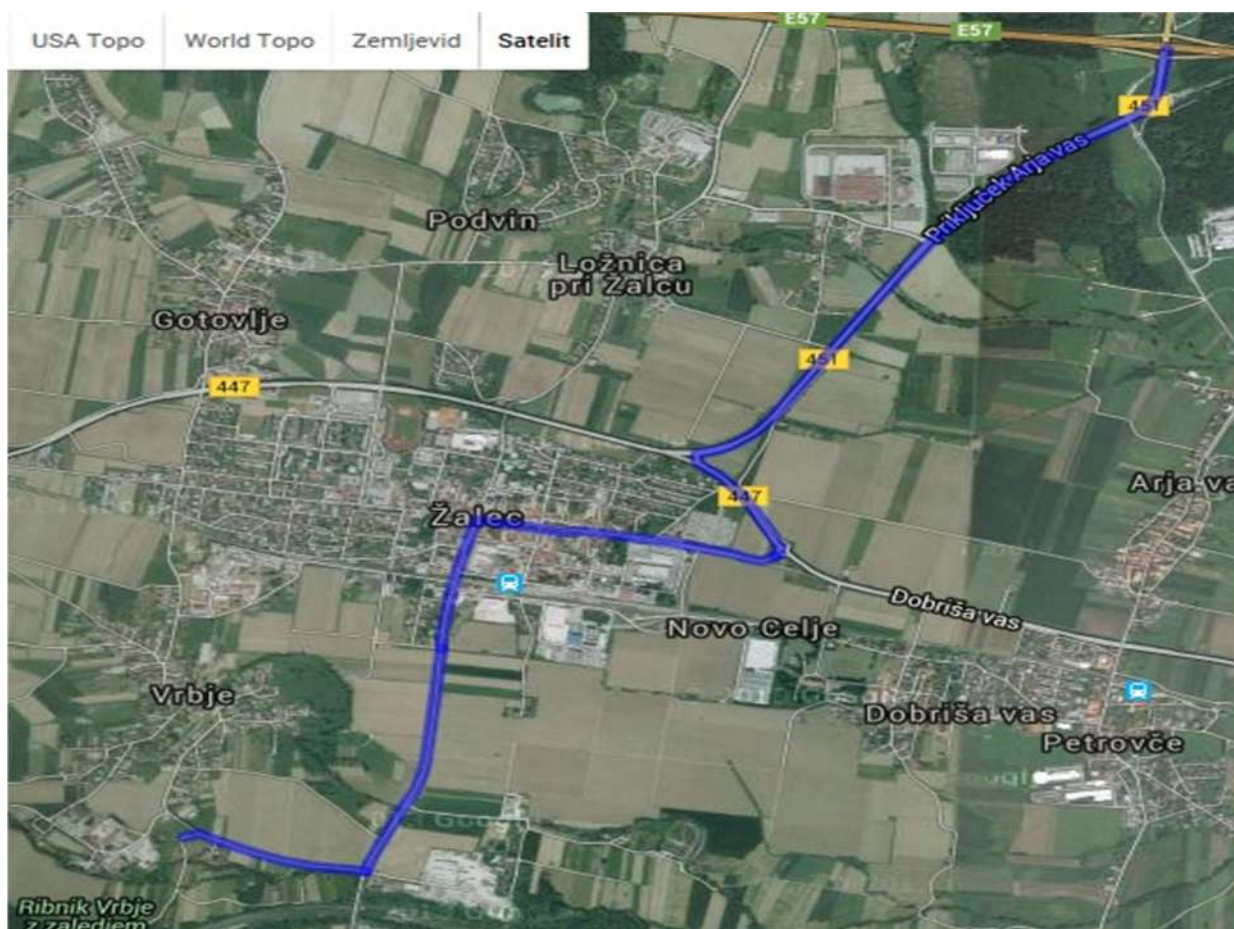 USA Topo World Topo Zemljevid Satelit
E57
E57
451
Priključek Arja vas
Podvin
Ložnica
pri Žalcu
Gotovlje
451
447
Arja va
447
Žalec
Dobriša vas
Novo Celje
Vrbje
Dobriša vas
Petrovče
Ribnik Vrbje
z zaledjem